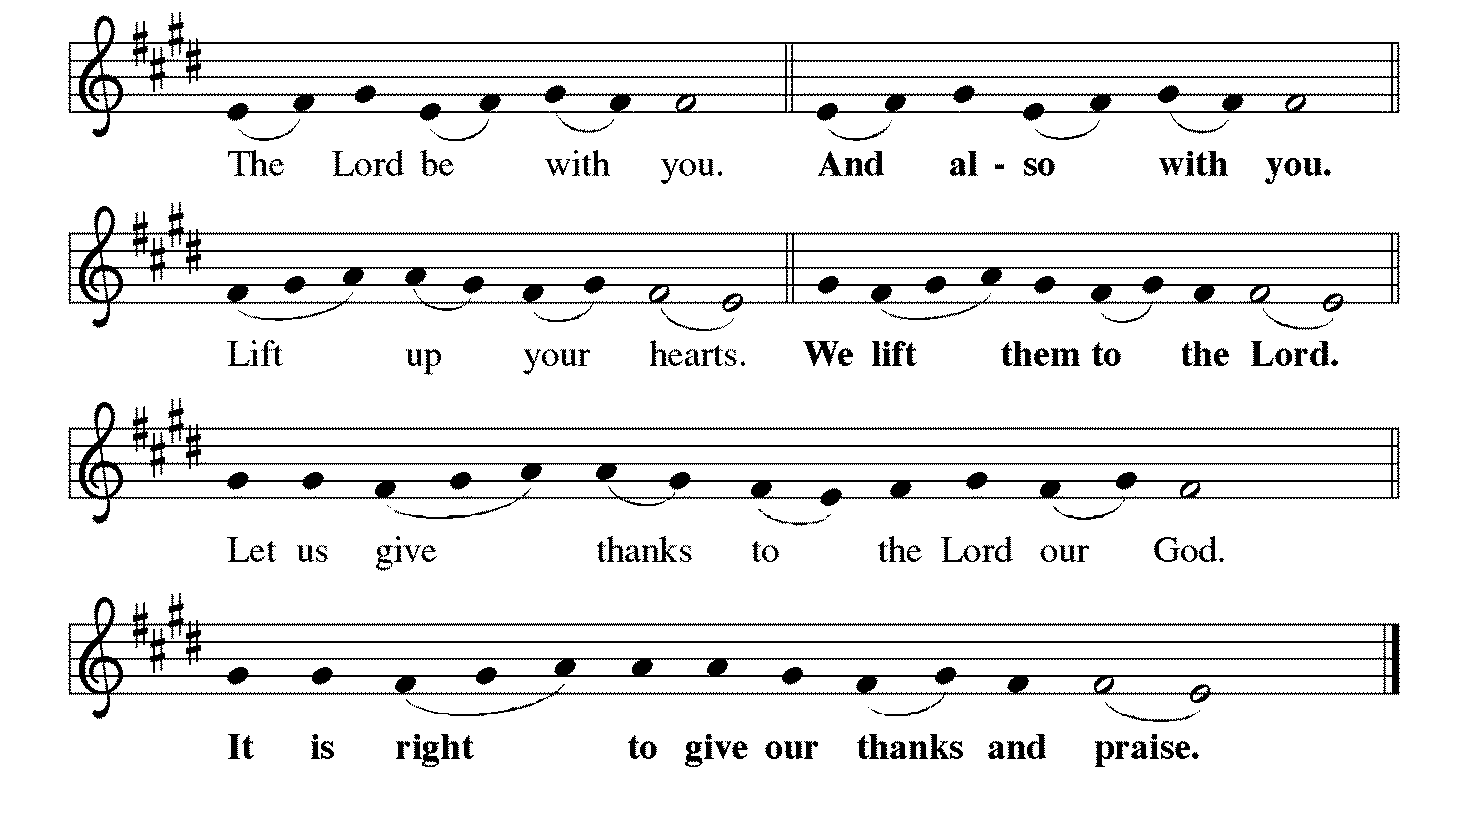 The Lord be with you. And al - so with you.
Lift up your hearts. We lift them to the Lord.
Let us give thanks to the Lord our God.
It is right to give our thanks and praise.